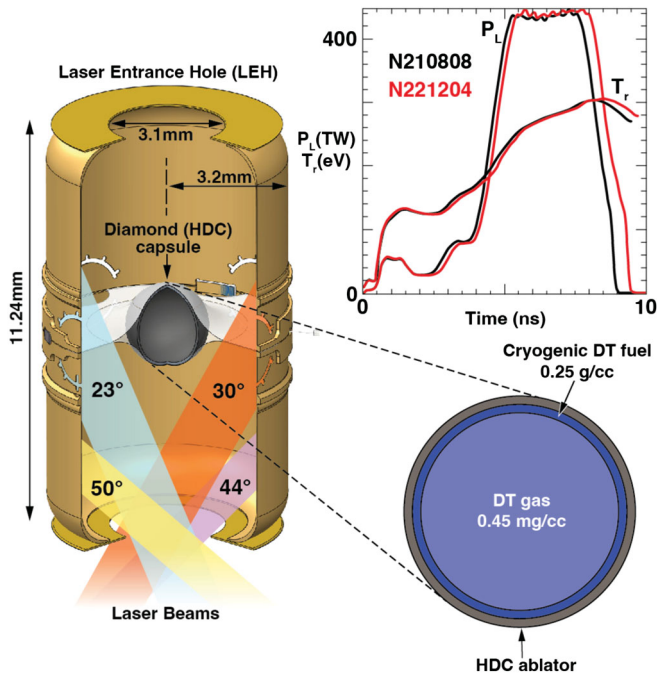 Laser Entrance Hole (LEH)
3.1mm
3.2mm
Diamond (HDC)
capsule
11.24mm
23°
30°
50°
44°
Laser Beams
400
P_L
N210808
N221204
T_r
P_L(TW)
T_r(eV)
0
0
10
Time (ns)
Cryogenic DT fuel
0.25 g/cc
DT gas
0.45 mg/cc
HDC ablator